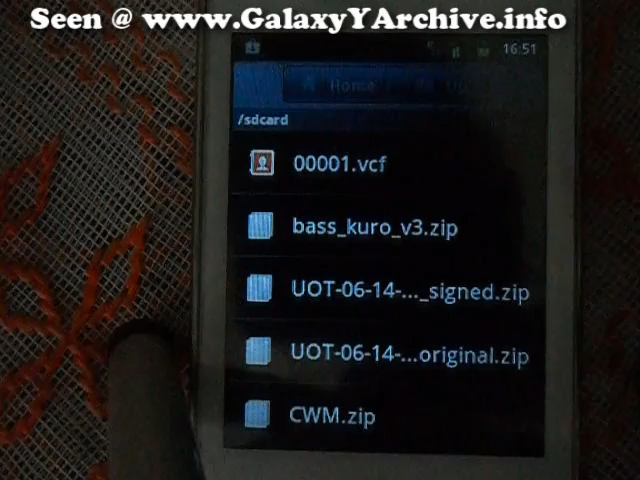 Seen @ www.GalaxyYArchive.info
16:51
Home
/sdcard
00001.vcf
bass_kuro_v3.zip
UOT-06-14-..._signed.zip
UOT-06-14-...original.zip
CWM.zip